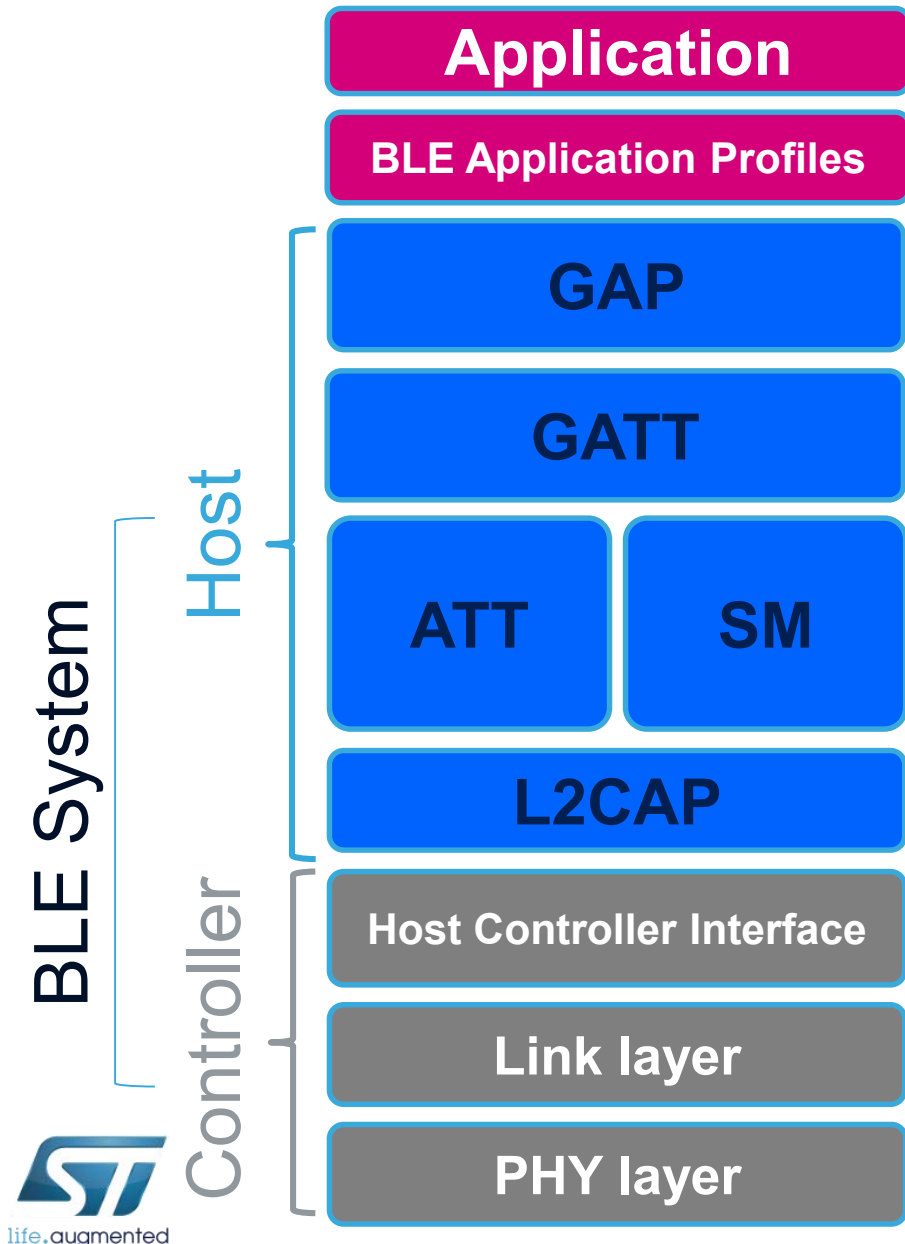 Application
BLE Application Profiles
GAP
GATT
Host
ATT
SM
BLE System
L2CAP
Controller
Host Controller Interface
Link layer
PHY layer
ST
life.augmented